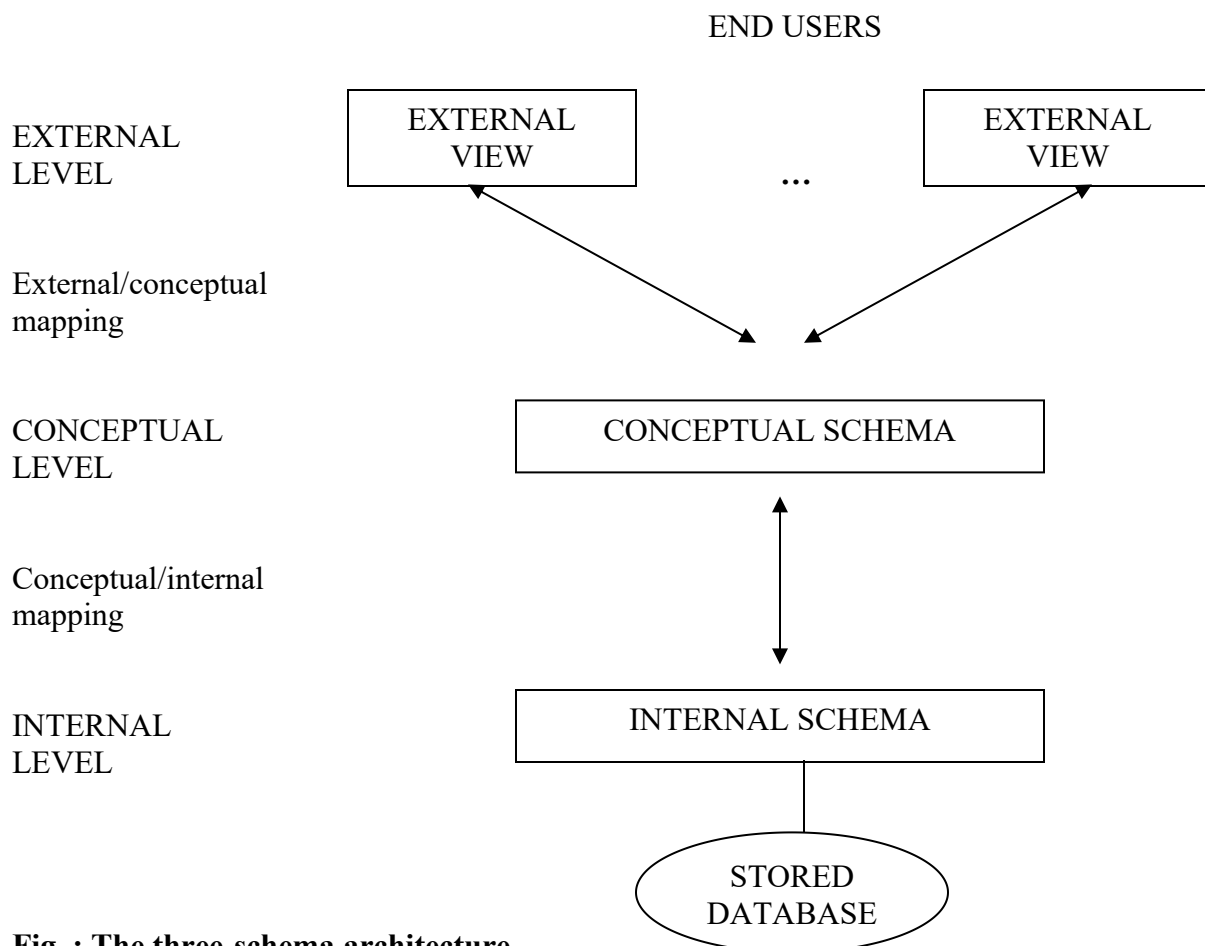 END USERS
EXTERNAL
LEVEL
EXTERNAL
VIEW
...
EXTERNAL
VIEW
External/conceptual
mapping
CONCEPTUAL
LEVEL
CONCEPTUAL SCHEMA
Conceptual/internal
mapping
INTERNAL
LEVEL
INTERNAL SCHEMA
STORED
DATABASE
Fig. : The three-schema architecture